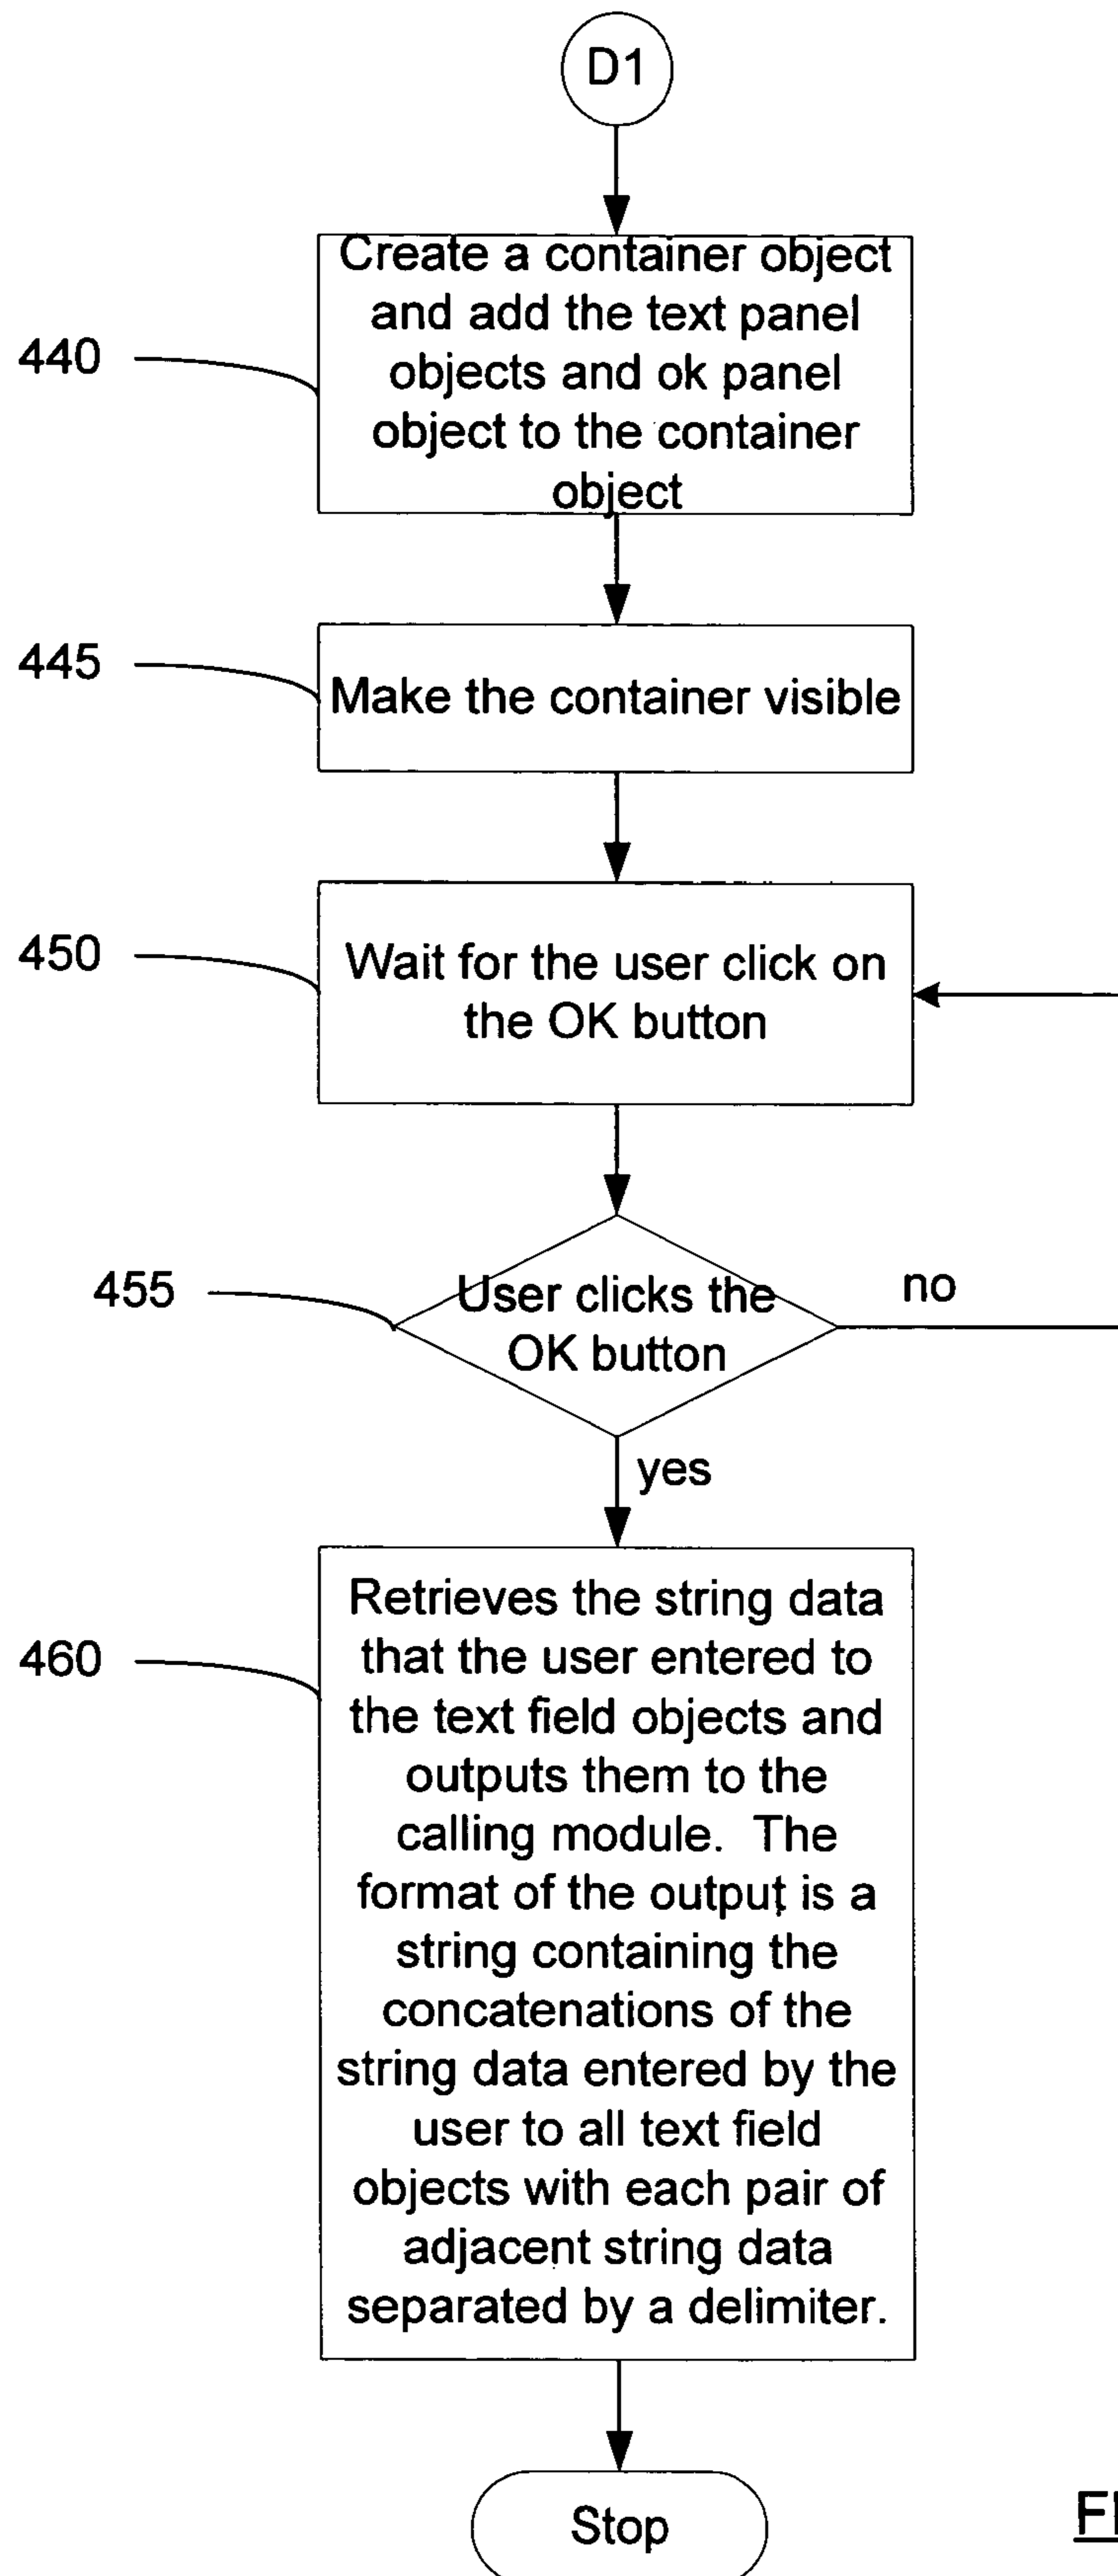 D1
Create a container object
and add the text panel
objects and ok panel
object to the container
object
440
Make the container visible
445
Wait for the user click on
the OK button
450
User clicks the
OK button
455
no
yes
Retrieves the string data
that the user entered to
the text field objects and
outputs them to the
calling module. The
format of the output is a
string containing the
concatenations of the
string data entered by the
user to all text field
objects with each pair of
adjacent string data
separated by a delimiter.
460
Stop